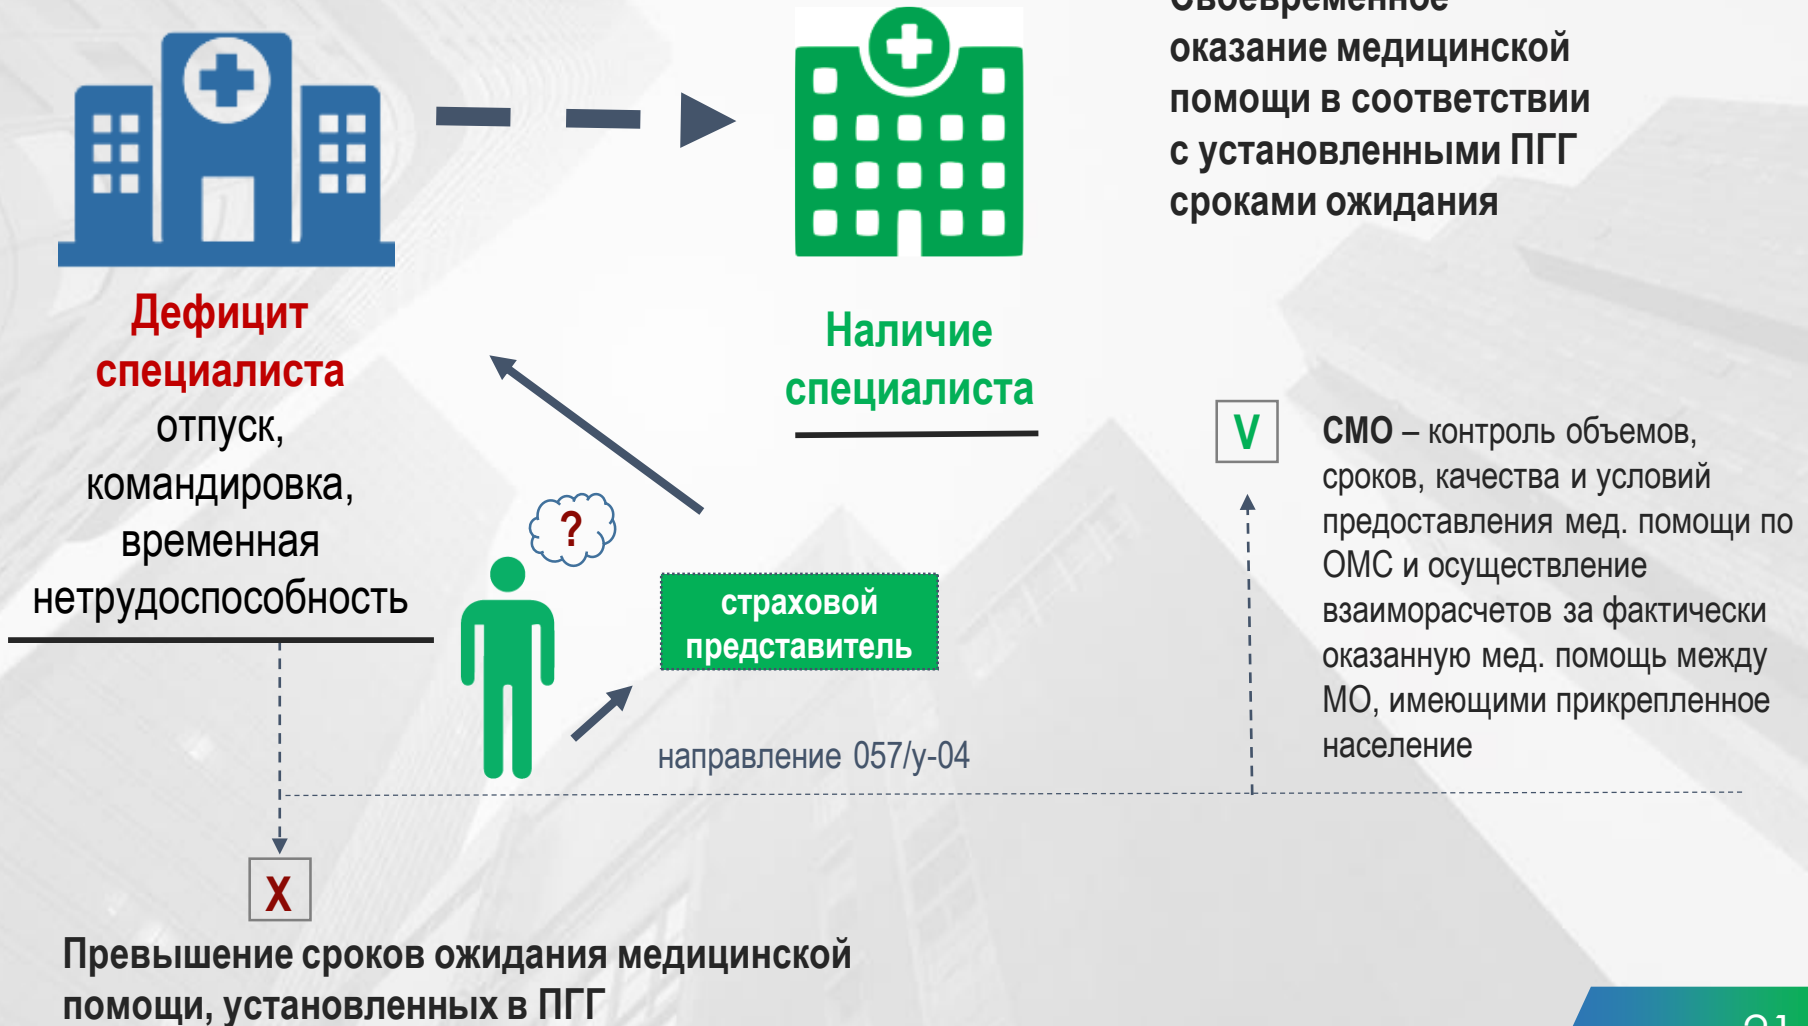 оказание медицинской
помощи в соответствии
с установленными ПГГ
сроками ожидания
Дефицит
специалиста
отпуск,
командировка,
временная
нетрудоспособность
Наличие
специалиста
?
страховой
представитель
направление 057/у-04
V
СМО – контроль объемов,
сроков, качества и условий
предоставления мед. помощи по
ОМС и осуществление
взаиморасчетов за фактически
оказанную мед. помощь между
МО, имеющими прикрепленное
население
X
Превышение сроков ожидания медицинской
помощи, установленных в ПГГ